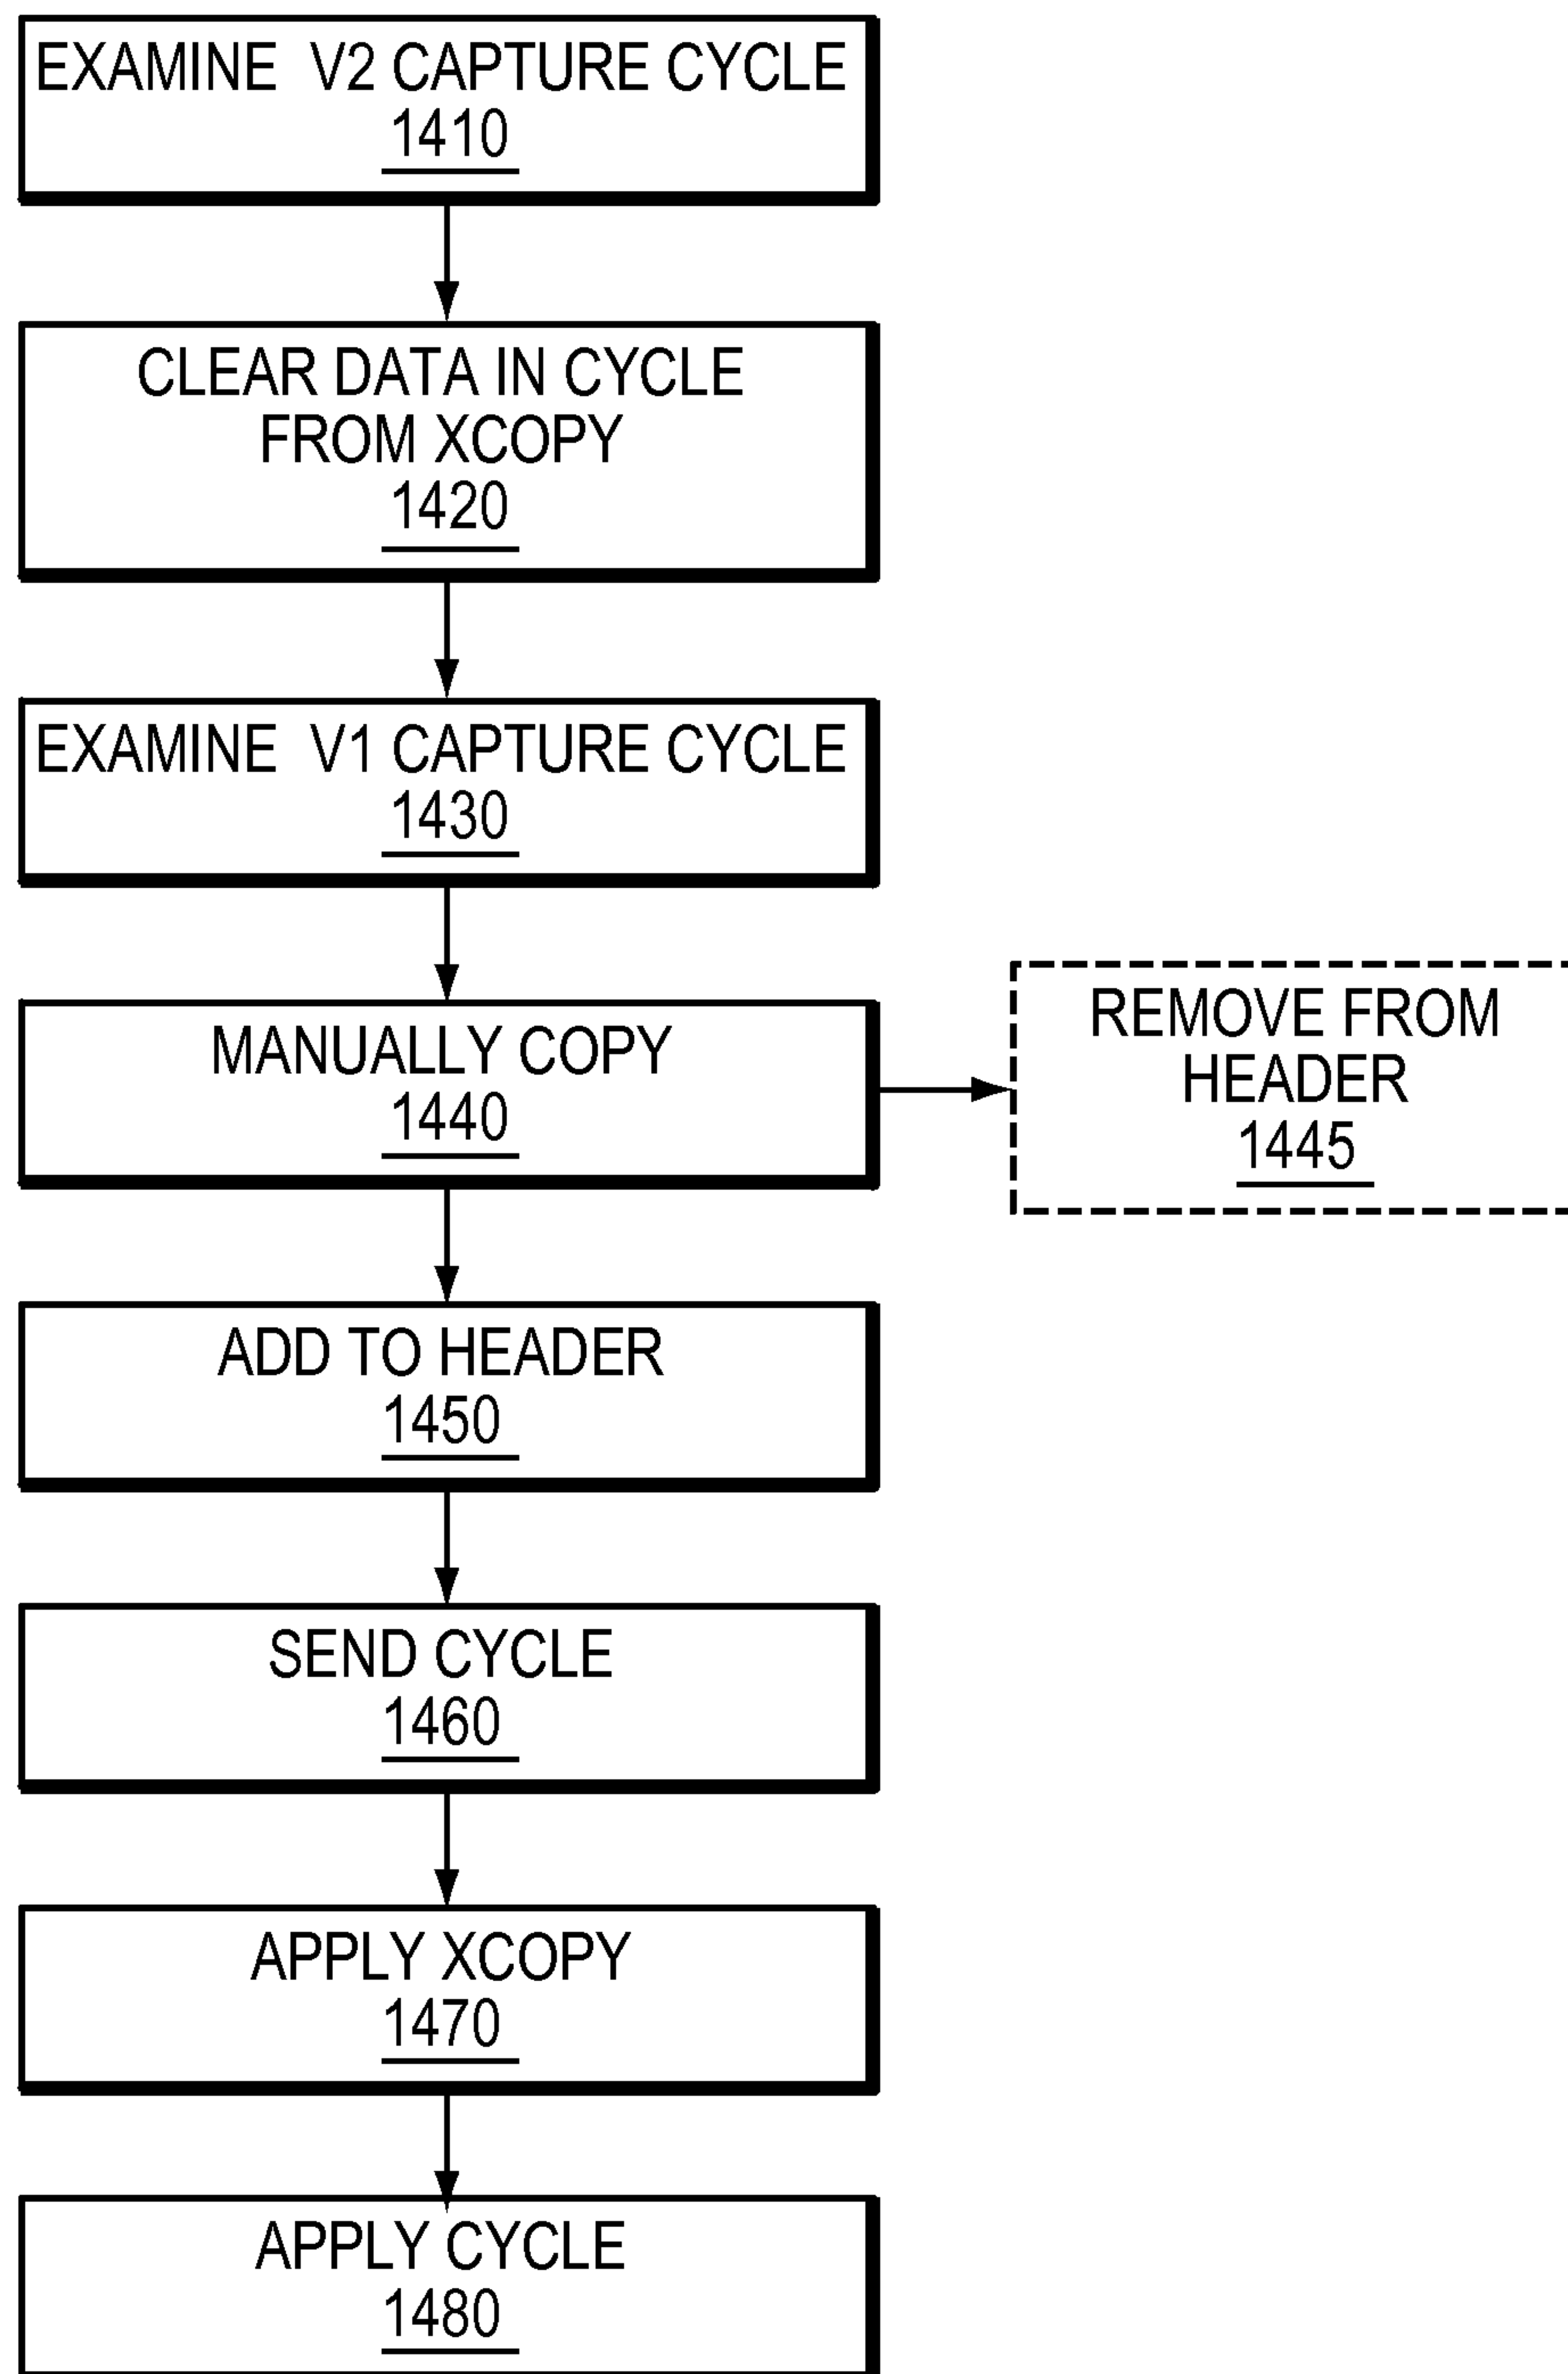 EXAMINE V2 CAPTURE CYCLE
1410
CLEAR DATA IN CYCLE
FROM XCOPY
1420
EXAMINE V1 CAPTURE CYCLE
1430
MANUALLY COPY
1440
REMOVE FROM
HEADER
1445
ADD TO HEADER
1450
SEND CYCLE
1460
APPLY XCOPY
1470
APPLY CYCLE
1480